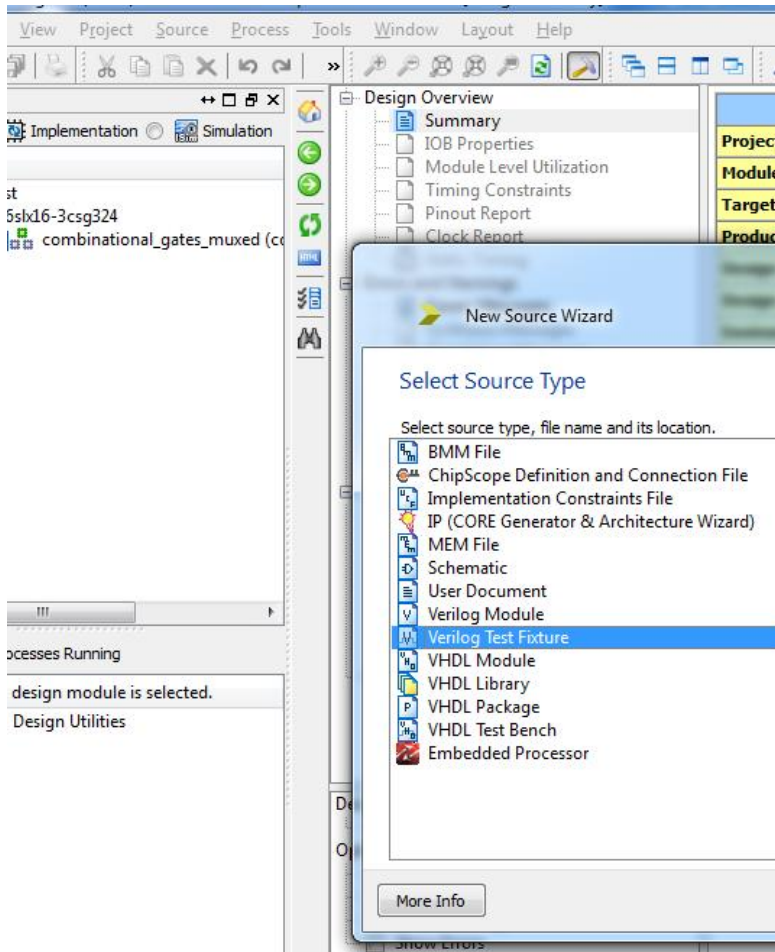 View Project Source Process Tools Window Layout Help
»
Implementation Simulation
st
6slx16-3csg324
combinational_gates_muxed (co
ocesses Running
design module is selected.
Design Utilities
Design Overview
Summary
IOB Properties
Module Level Utilization
Timing Constraints
Pinout Report
Clock Report
Projec
Module
Target
Produc
New Source Wizard
Select Source Type
Select source type, file name and its location.
BMM File
ChipScope Definition and Connection File
Implementation Constraints File
IP (CORE Generator & Architecture Wizard)
MEM File
Schematic
User Document
Verilog Module
Verilog Test Fixture
VHDL Module
VHDL Library
VHDL Package
VHDL Test Bench
Embedded Processor
De
Op
More Info
Show Errors